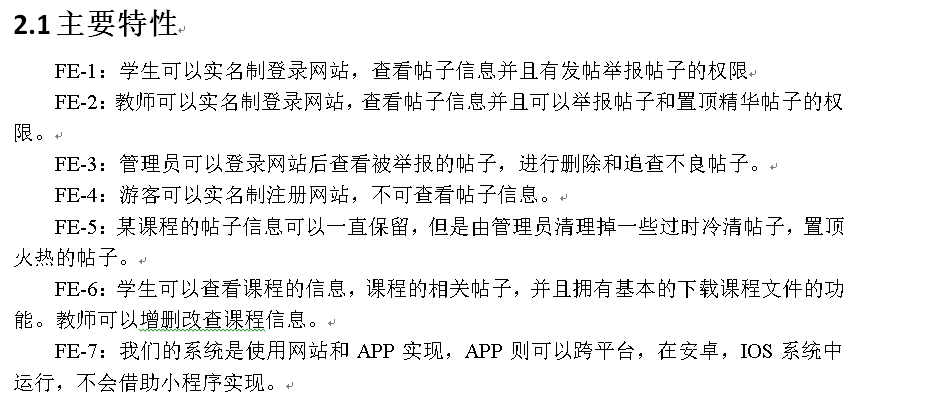 2.1 主要特性
FE-1：学生可以实名制登录网站，查看帖子信息并且有发帖举报帖子的权限
FE-2：教师可以实名制登录网站，查看帖子信息并且可以举报帖子和置顶精华帖子的权
限。
FE-3：管理员可以登录网站后查看被举报的帖子，进行删除和追查不良帖子。
FE-4：游客可以实名制注册网站，不可查看帖子信息。
FE-5：某课程的帖子信息可以一直保留，但是由管理员清理掉一些过时冷清帖子，置顶
火热的帖子。
FE-6：学生可以查看课程的信息，课程的相关帖子，并且拥有基本的下载课程文件的功
能。教师可以增删改查课程信息。
FE-7：我们的系统是使用网站和 APP 实现，APP 则可以跨平台，在安卓，IOS 系统中
运行，不会借助小程序实现。